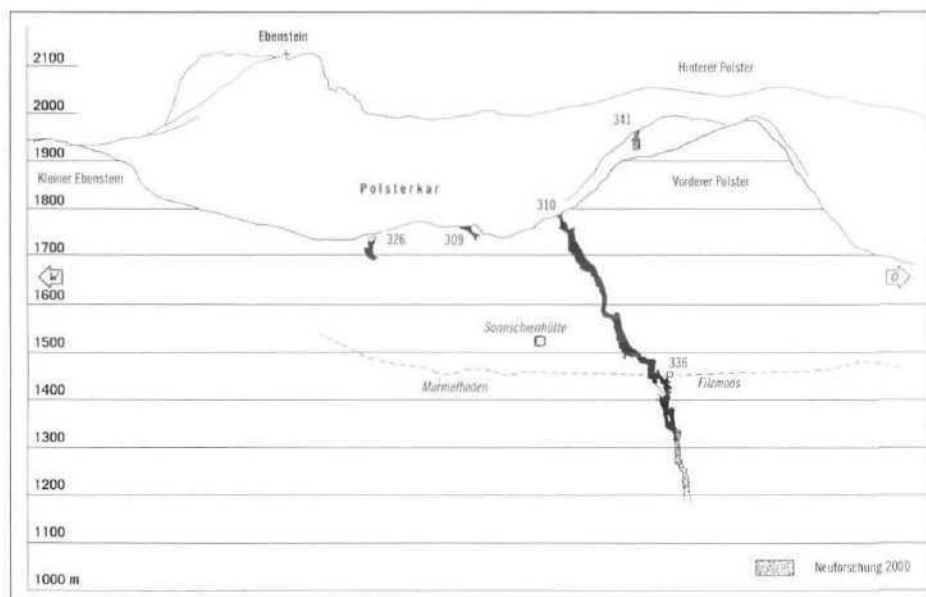 Ebenstein
2100
Hinterer Polster
2000
341
1900
Kleiner Ebenstein
Polsterkar
Vorderer Polster
1800
310
326
309
1700
W
O
1600
Sonnschienhütte
1500
336
1400
Murmelboden
Filzmoos
1300
1200
1100
Neuforschung 2000
1000 m